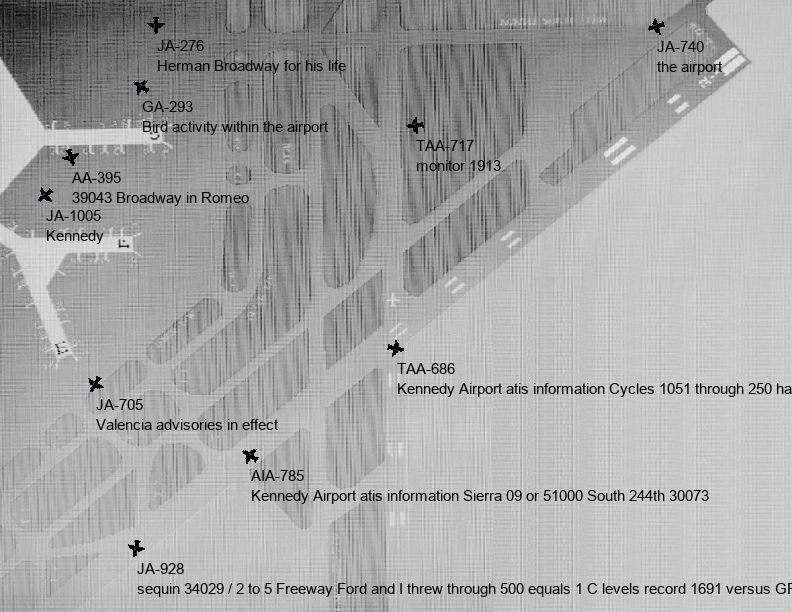 JA-276
Herman Broadway for his life
JA-740
the airport
GA-293
Bird activity within the airport
TAA-717
monitor 1913
AA-395
39043 Broadway in Romeo
JA-1005
Kennedy
TAA-686
Kennedy Airport atis information Cycles 1051 through 250 ha
JA-705
Valencia advisories in effect
AIA-785
Kennedy Airport atis information Sierra 09 or 51000 South 244th 30073
JA-928
sequin 34029 / 2 to 5 Freeway Ford and I threw through 500 equals 1 C levels record 1691 versus GF